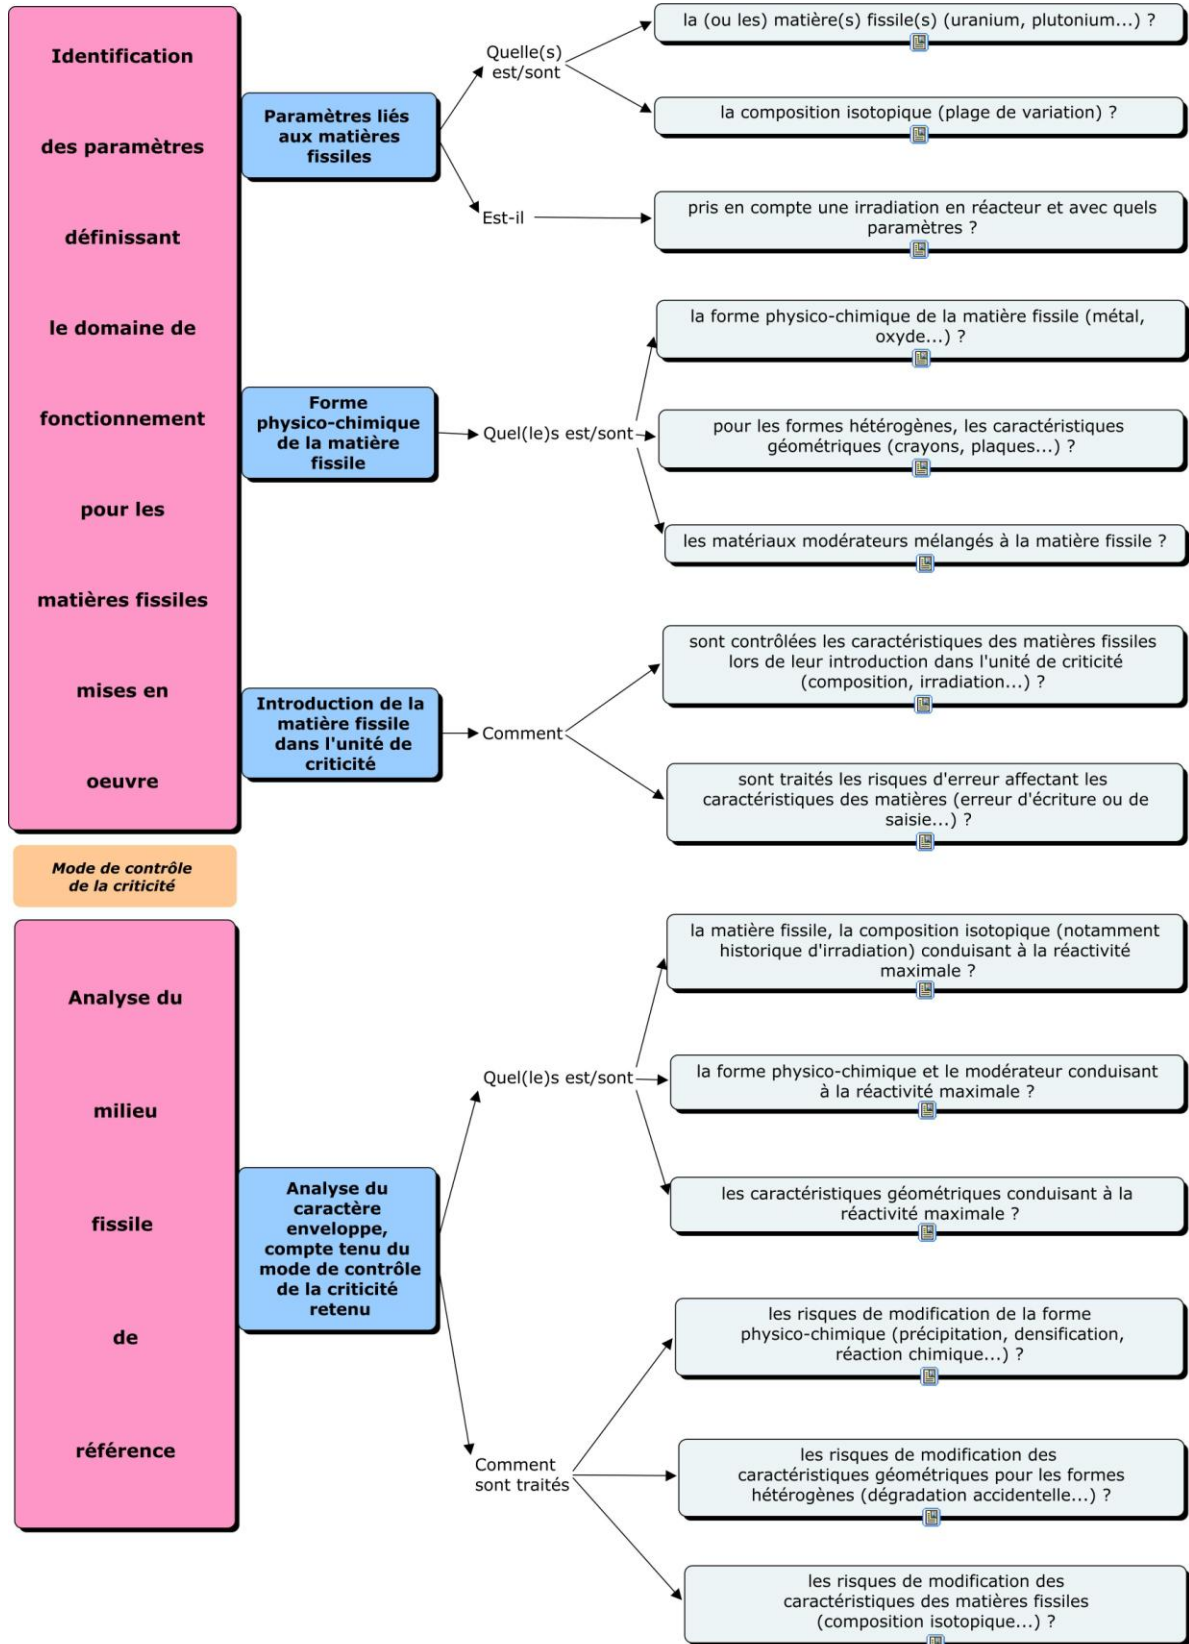 Identification
des paramètres
définissant
le domaine de
fonctionnement
pour les
matières fissiles
mises en
oeuvre
Paramètres liés
aux matières
fissiles
Quelle(s)
est/sont
la (ou les) matière(s) fissile(s) (uranium, plutonium...) ?
la composition isotopique (plage de variation) ?
Est-il
pris en compte une irradiation en réacteur et avec quels
paramètres ?
Forme
physico-chimique
de la matière
fissile
Quel(le)s est/sont
la forme physico-chimique de la matière fissile (métal,
oxyde...) ?
pour les formes hétérogènes, les caractéristiques
géométriques (crayons, plaques...) ?
les matériaux modérateurs mélangés à la matière fissile ?
Introduction de la
matière fissile
dans l'unité de
criticité
Comment
sont contrôlées les caractéristiques des matières fissiles
lors de leur introduction dans l'unité de criticité
(composition, irradiation...) ?
sont traités les risques d'erreur affectant les
caractéristiques des matières (erreur d'écriture ou de
saisie...) ?
Mode de contrôle
de la criticité
Analyse du
milieu
fissile
de
référence
Analyse du
caractère
enveloppe,
compte tenu du
mode de contrôle
de la criticité
retenu
Quel(le)s est/sont
la matière fissile, la composition isotopique (notamment
historique d'irradiation) conduisant à la réactivité
maximale ?
la forme physico-chimique et le modérateur conduisant
à la réactivité maximale ?
les caractéristiques géométriques conduisant à la
réactivité maximale ?
Comment
sont traités
les risques de modification de la forme
physico-chimique (précipitation, densification,
réaction chimique...) ?
les risques de modification des
caractéristiques géométriques pour les formes
hétérogènes (dégradation accidentelle...) ?
les risques de modification des
caractéristiques des matières fissiles
(composition isotopique...) ?